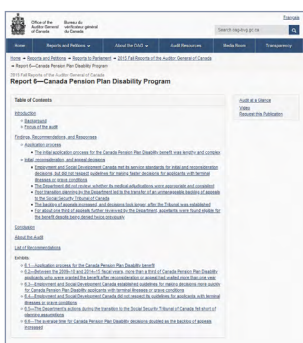 Français
Office of the Auditor General of Canada
Bureau du vérificateur général du Canada
Search oag-bvg.gc.ca
Home
Reports and Petitions
About the OAG
Audit Resources
Media Room
Transparency
Home → Reports and Petitions → Reports to Parliament → 2015 Fall Reports of the Auditor General of Canada
→ Report 6—Canada Pension Plan Disability Program
2015 Fall Reports of the Auditor General of Canada
Report 6—Canada Pension Plan Disability Program
Table of Contents
Introduction
Background
Focus of the audit
Findings, Recommendations, and Responses
Application process
The initial application process for the Canada Pension Plan Disability benefit was lengthy and complex
Initial, reconsideration, and appeal decisions
Employment and Social Development Canada met its service standards for initial and reconsideration
decisions, but did not respect guidelines for making faster decisions for applicants with terminal
illnesses or grave conditions
The Department did not review whether its medical adjudications were appropriate and consistent
Poor transition planning by the Department led to the transfer of an unmanageable backlog of appeals
to the Social Security Tribunal of Canada
The backlog of appeals increased, and decisions took longer, after the Tribunal was established
For about one third of appeals further reviewed by the Department, appellants were found eligible for
the benefit despite being denied twice previously
Conclusion
About the Audit
List of Recommendations
Exhibits:
6.1—Application process for the Canada Pension Plan Disability benefit
6.2—Between the 2009–10 and 2014–15 fiscal years, more than a third of Canada Pension Plan Disability
applicants who were granted the benefit after reconsideration or appeal had waited more than one year
6.3—Employment and Social Development Canada established guidelines for making decisions more quickly
for Canada Pension Plan Disability applicants with terminal illnesses or grave conditions
6.4—Employment and Social Development Canada did not respect its guidelines for applicants with terminal
illnesses or grave conditions
6.5—The Department's actions during the transition to the Social Security Tribunal of Canada fell short of
planning assumptions
6.6—The average time for Canada Pension Plan Disability decisions doubled as the backlog of appeals
increased
Audit at a Glance
Video
Request this Publication